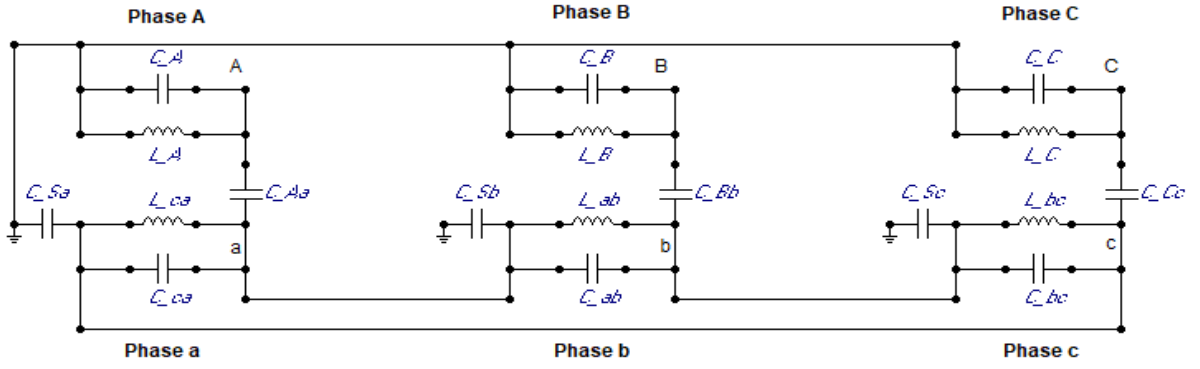 Phase A
Phase B
Phase C
C_A
A
C_B
B
C_C
C
L_A
L_B
L_C
C_Sa
L_ca
C_Aa
C_Sb
L_ab
C_Bb
C_Sc
L_bc
C_Cc
a
b
c
C_ca
C_ab
C_bc
Phase a
Phase b
Phase c